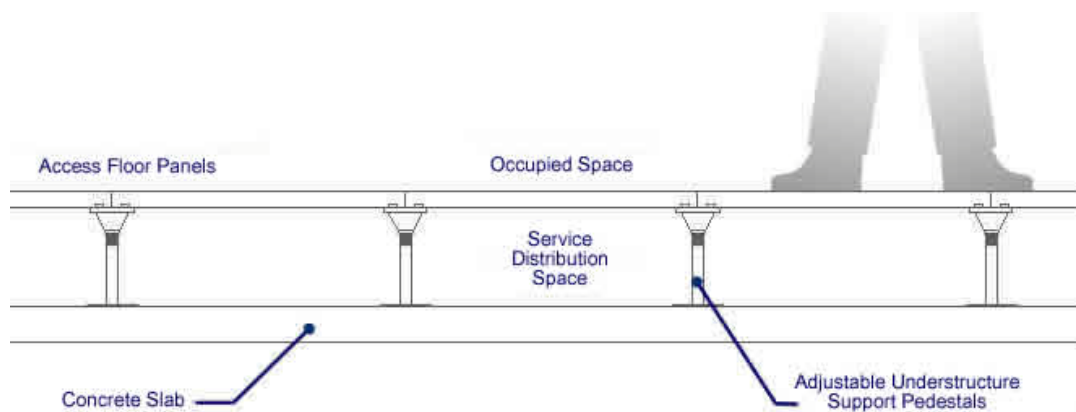 Access Floor Panels
Occupied Space
Service
Distribution
Space
Concrete Slab
Adjustable Understructure
Support Pedestals